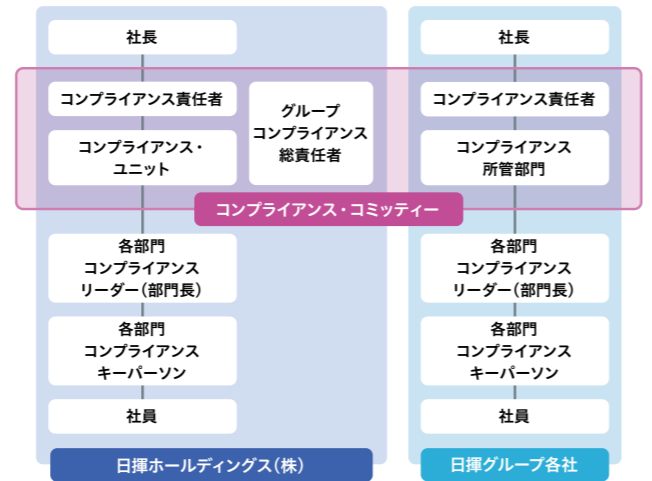 社長
コンプライアンス責任者
コンプライアンス・
ユニット
グループ
コンプライアンス
総責任者
各部門
コンプライアンス
リーダー（部門長）
各部門
コンプライアンス
キーパーソン
社員
日揮ホールディングス（株）
社長
コンプライアンス責任者
コンプライアンス
所管部門
コンプライアンス・コミッティー
各部門
コンプライアンス
リーダー（部門長）
各部門
コンプライアンス
キーパーソン
社員
日揮グループ各社